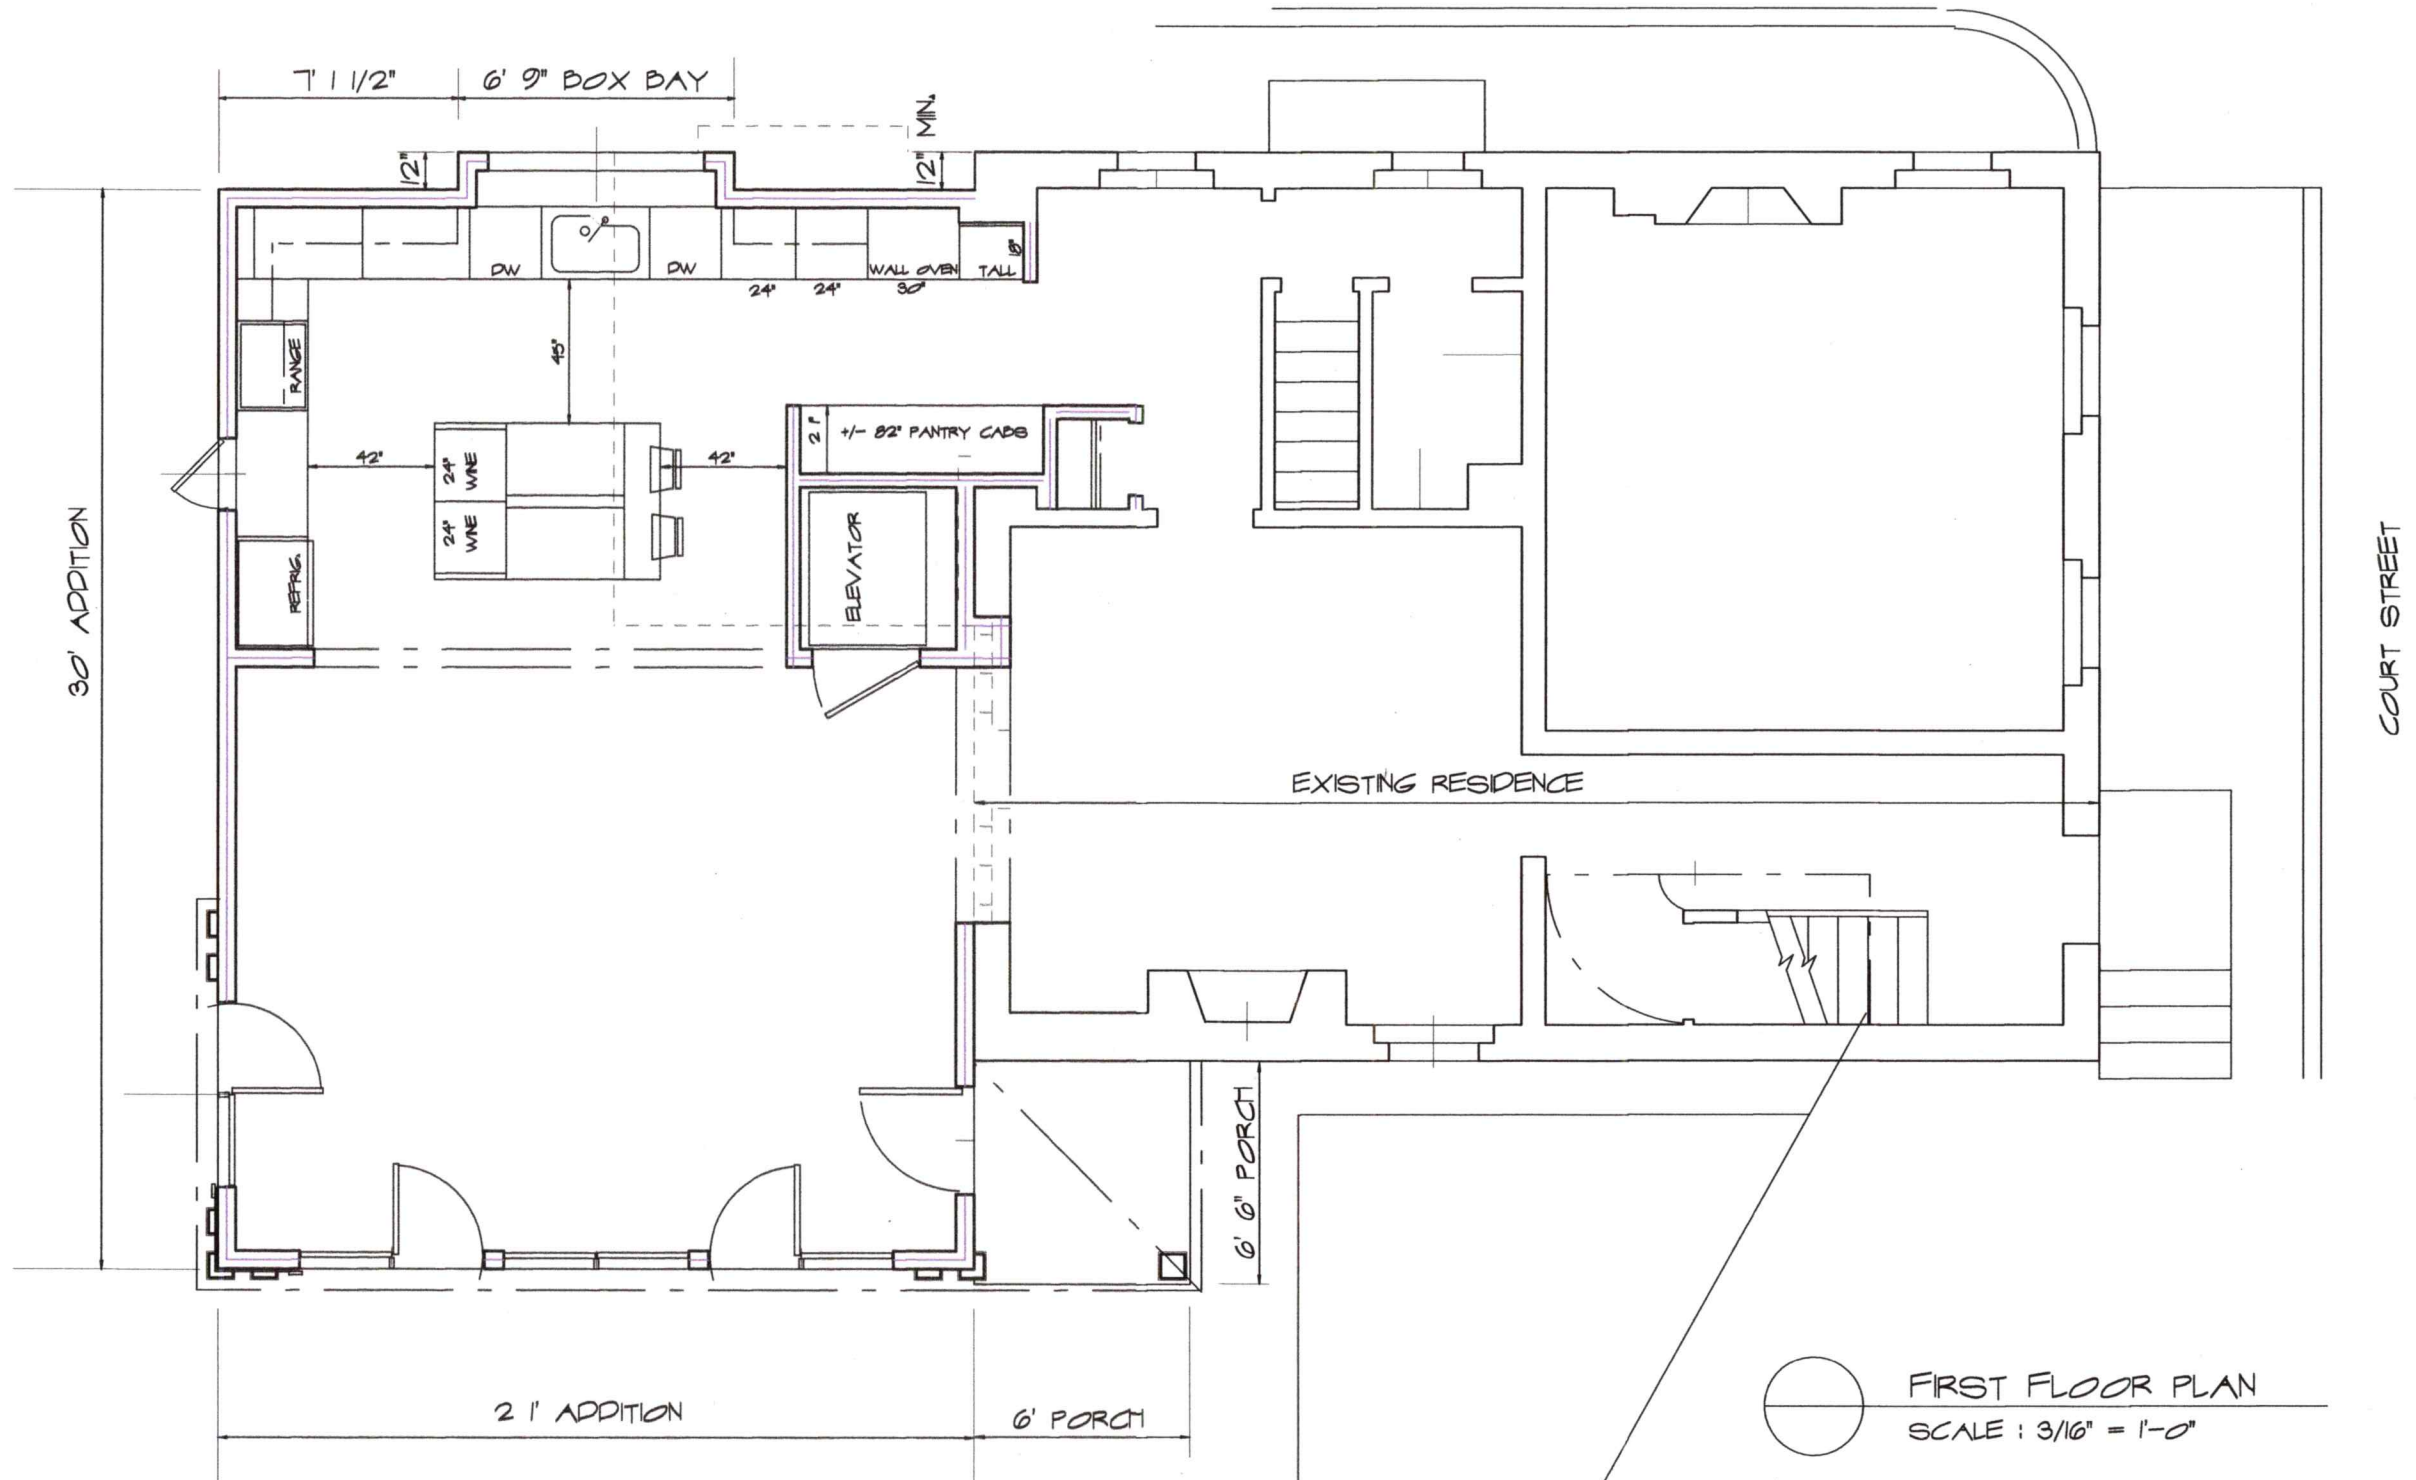 7' 1 1/2"
6' 9" BOX BAY
12"
12" MIN.
DW
DW
WALL OVEN
TALL
18"
24"
24"
30"
RANGE
45"
42"
24" WINE
24" WINE
42"
21"
+/- 82" PANTRY CABS
ELEVATOR
REFRIG.
30' ADDITION
COURT STREET
EXISTING RESIDENCE
6' 6" PORCH
21' ADDITION
6' PORCH
FIRST FLOOR PLAN
SCALE : 3/16" = 1'-0"